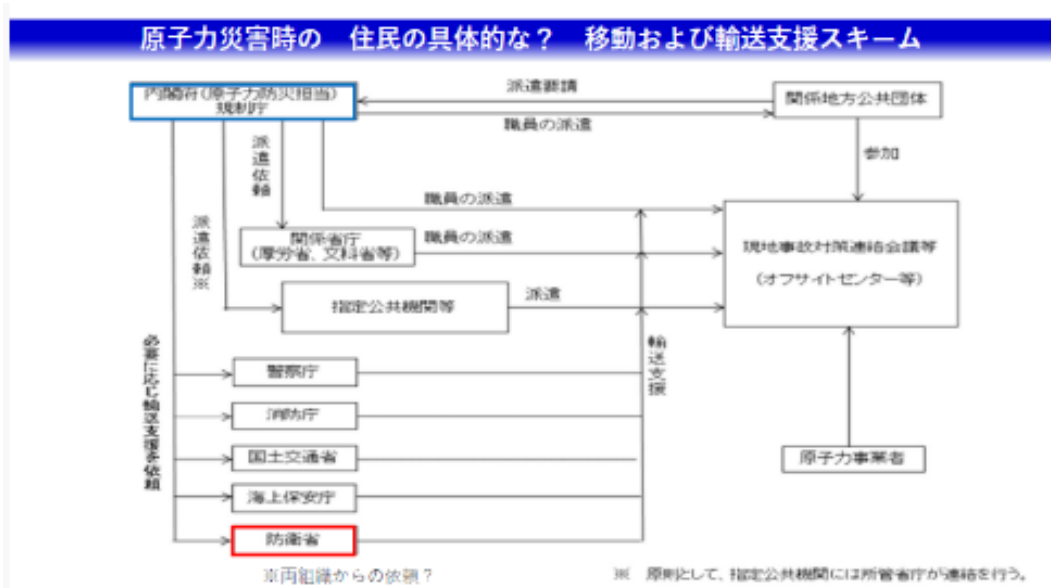 原子力災害時の　住民の具体的な？　移動および輸送支援スキーム
内閣府(原子力防災担当)
規制庁
派遣要請
職員の派遣
関係地方公共団体
参加
派遣依頼
職員の派遣
派遣依頼※
関係省庁
(厚労省、文科省等)
職員の派遣
現地事故対策連絡会議等
(オフサイトセンター等)
指定公共機関等
派遣
必要に応じ輸送支援を依頼
輸送支援
警察庁
消防庁
国土交通省
海上保安庁
防衛省
原子力事業者
※両組織からの依頼？
※　原則として、指定公共機関には所管省庁が連絡を行う。